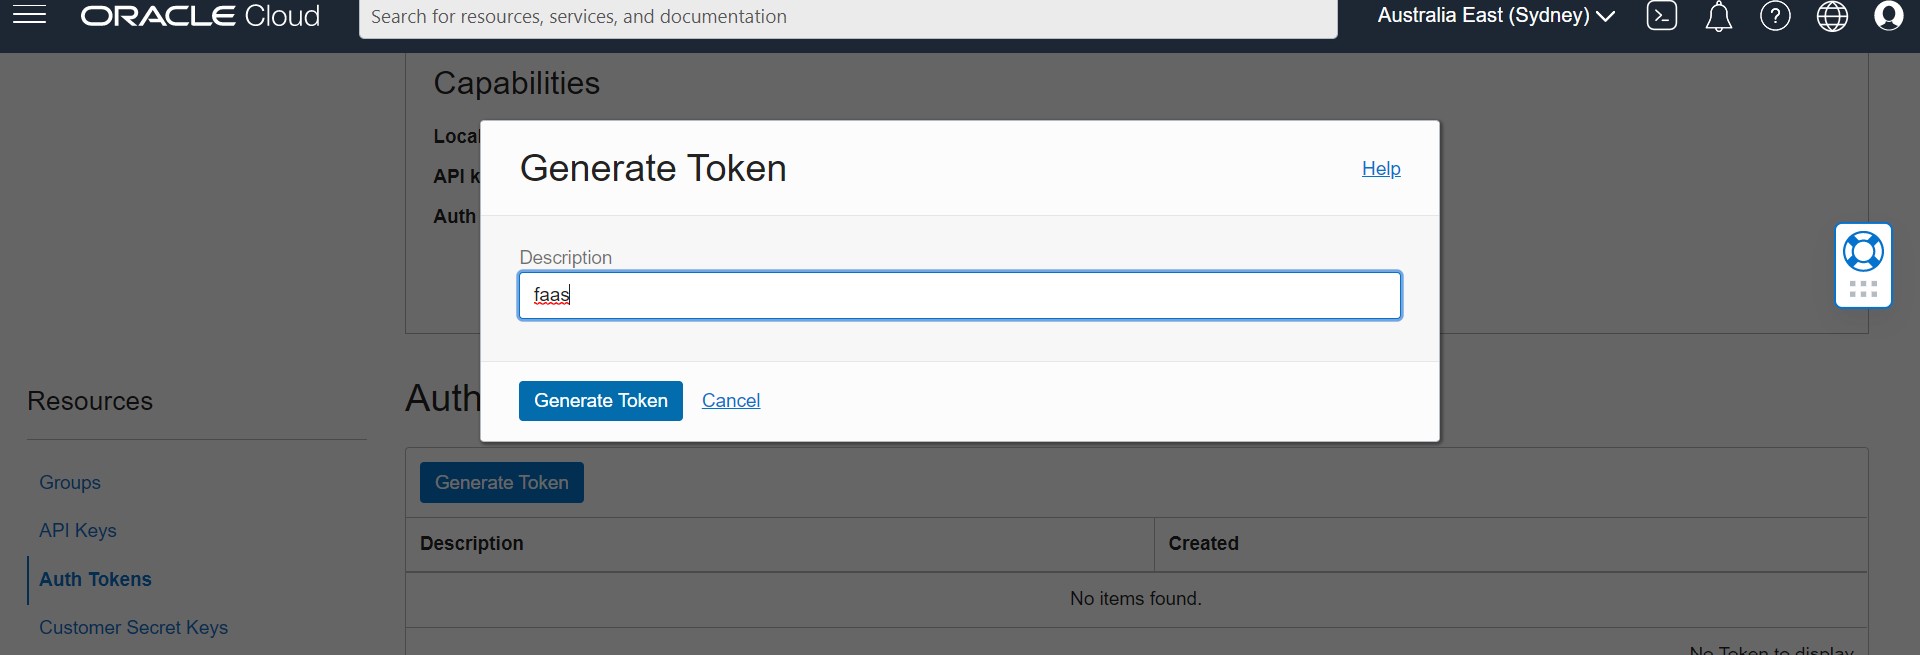 ORACLE Cloud
Search for resources, services, and documentation
Australia East (Sydney)
Capabilities
Local
API k
Auth
Generate Token
Help
Description
faas
Generate Token
Cancel
Resources
Groups
API Keys
Auth Tokens
Customer Secret Keys
Auth
Generate Token
Description
Created
No items found.
No Token to display